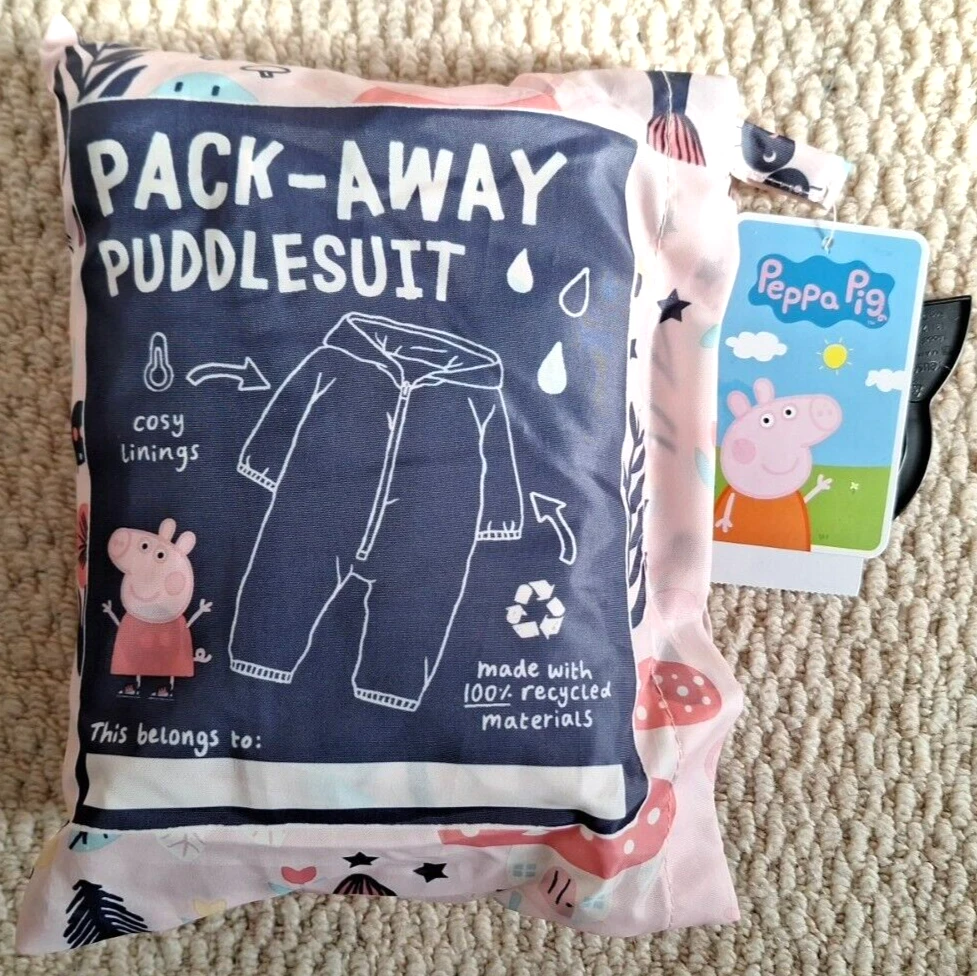 PACK-AWAY
PUDDLESUIT
cosy
linings
made with
100% recycled
materials
This belongs to:
Peppa Pig